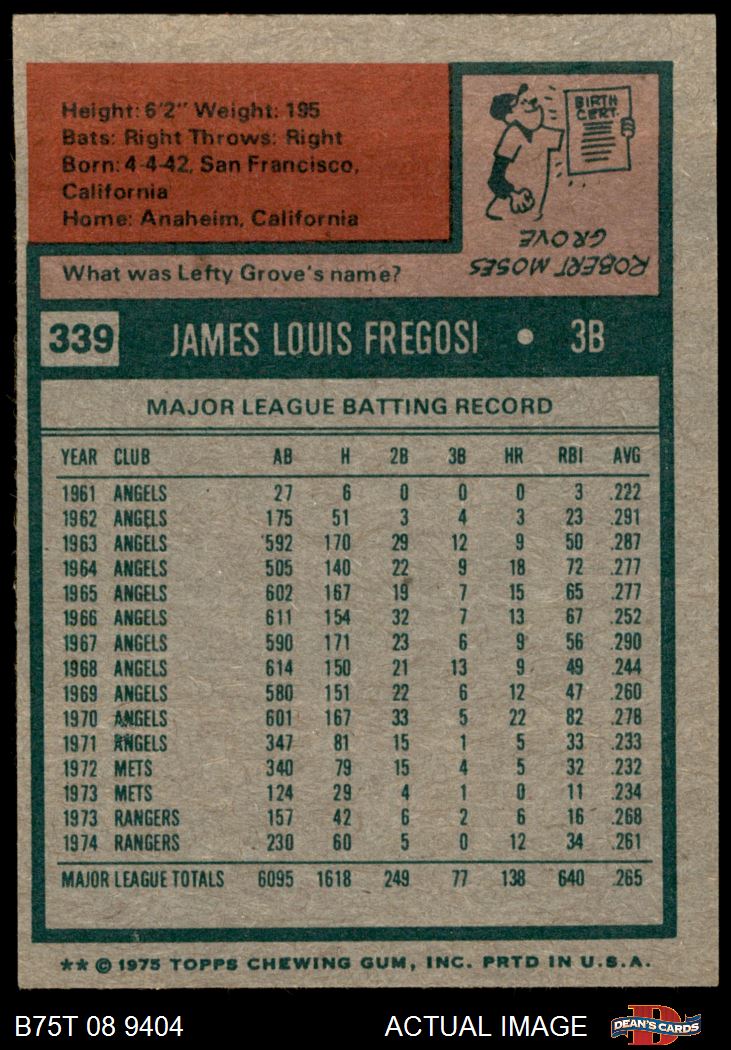 Height: 6'2" Weight: 195
Bats: Right Throws: Right
Born: 4-4-42, San Francisco,
California
Home: Anaheim, California
BIRTH
CERT.
ROBERT MOSES
GROVE
What was Lefty Grove's name?
339 JAMES LOUIS FREGOSI • 3B
MAJOR LEAGUE BATTING RECORD
YEAR CLUB AB H 2B 3B HR RBI AVG
1961 ANGELS 27 6 0 0 0 3 .222
1962 ANGELS 175 51 3 4 3 23 .291
1963 ANGELS 592 170 29 12 9 50 .287
1964 ANGELS 505 140 22 9 18 72 .277
1965 ANGELS 602 167 19 7 15 65 .277
1966 ANGELS 611 154 32 7 13 67 .252
1967 ANGELS 590 171 23 6 9 56 .290
1968 ANGELS 614 150 21 13 9 49 .244
1969 ANGELS 580 151 22 6 12 47 .260
1970 ANGELS 601 167 33 5 22 82 .278
1971 ANGELS 347 81 15 1 5 33 .233
1972 METS 340 79 15 4 5 32 .232
1973 METS 124 29 4 1 0 11 .234
1973 RANGERS 157 42 6 2 6 16 .268
1974 RANGERS 230 60 5 0 12 34 .261
MAJOR LEAGUE TOTALS 6095 1618 249 77 138 640 .265
** © 1975 TOPPS CHEWING GUM, INC. PRTD IN U.S.A.
B75T 08 9404 ACTUAL IMAGE D DEAN'S CARDS